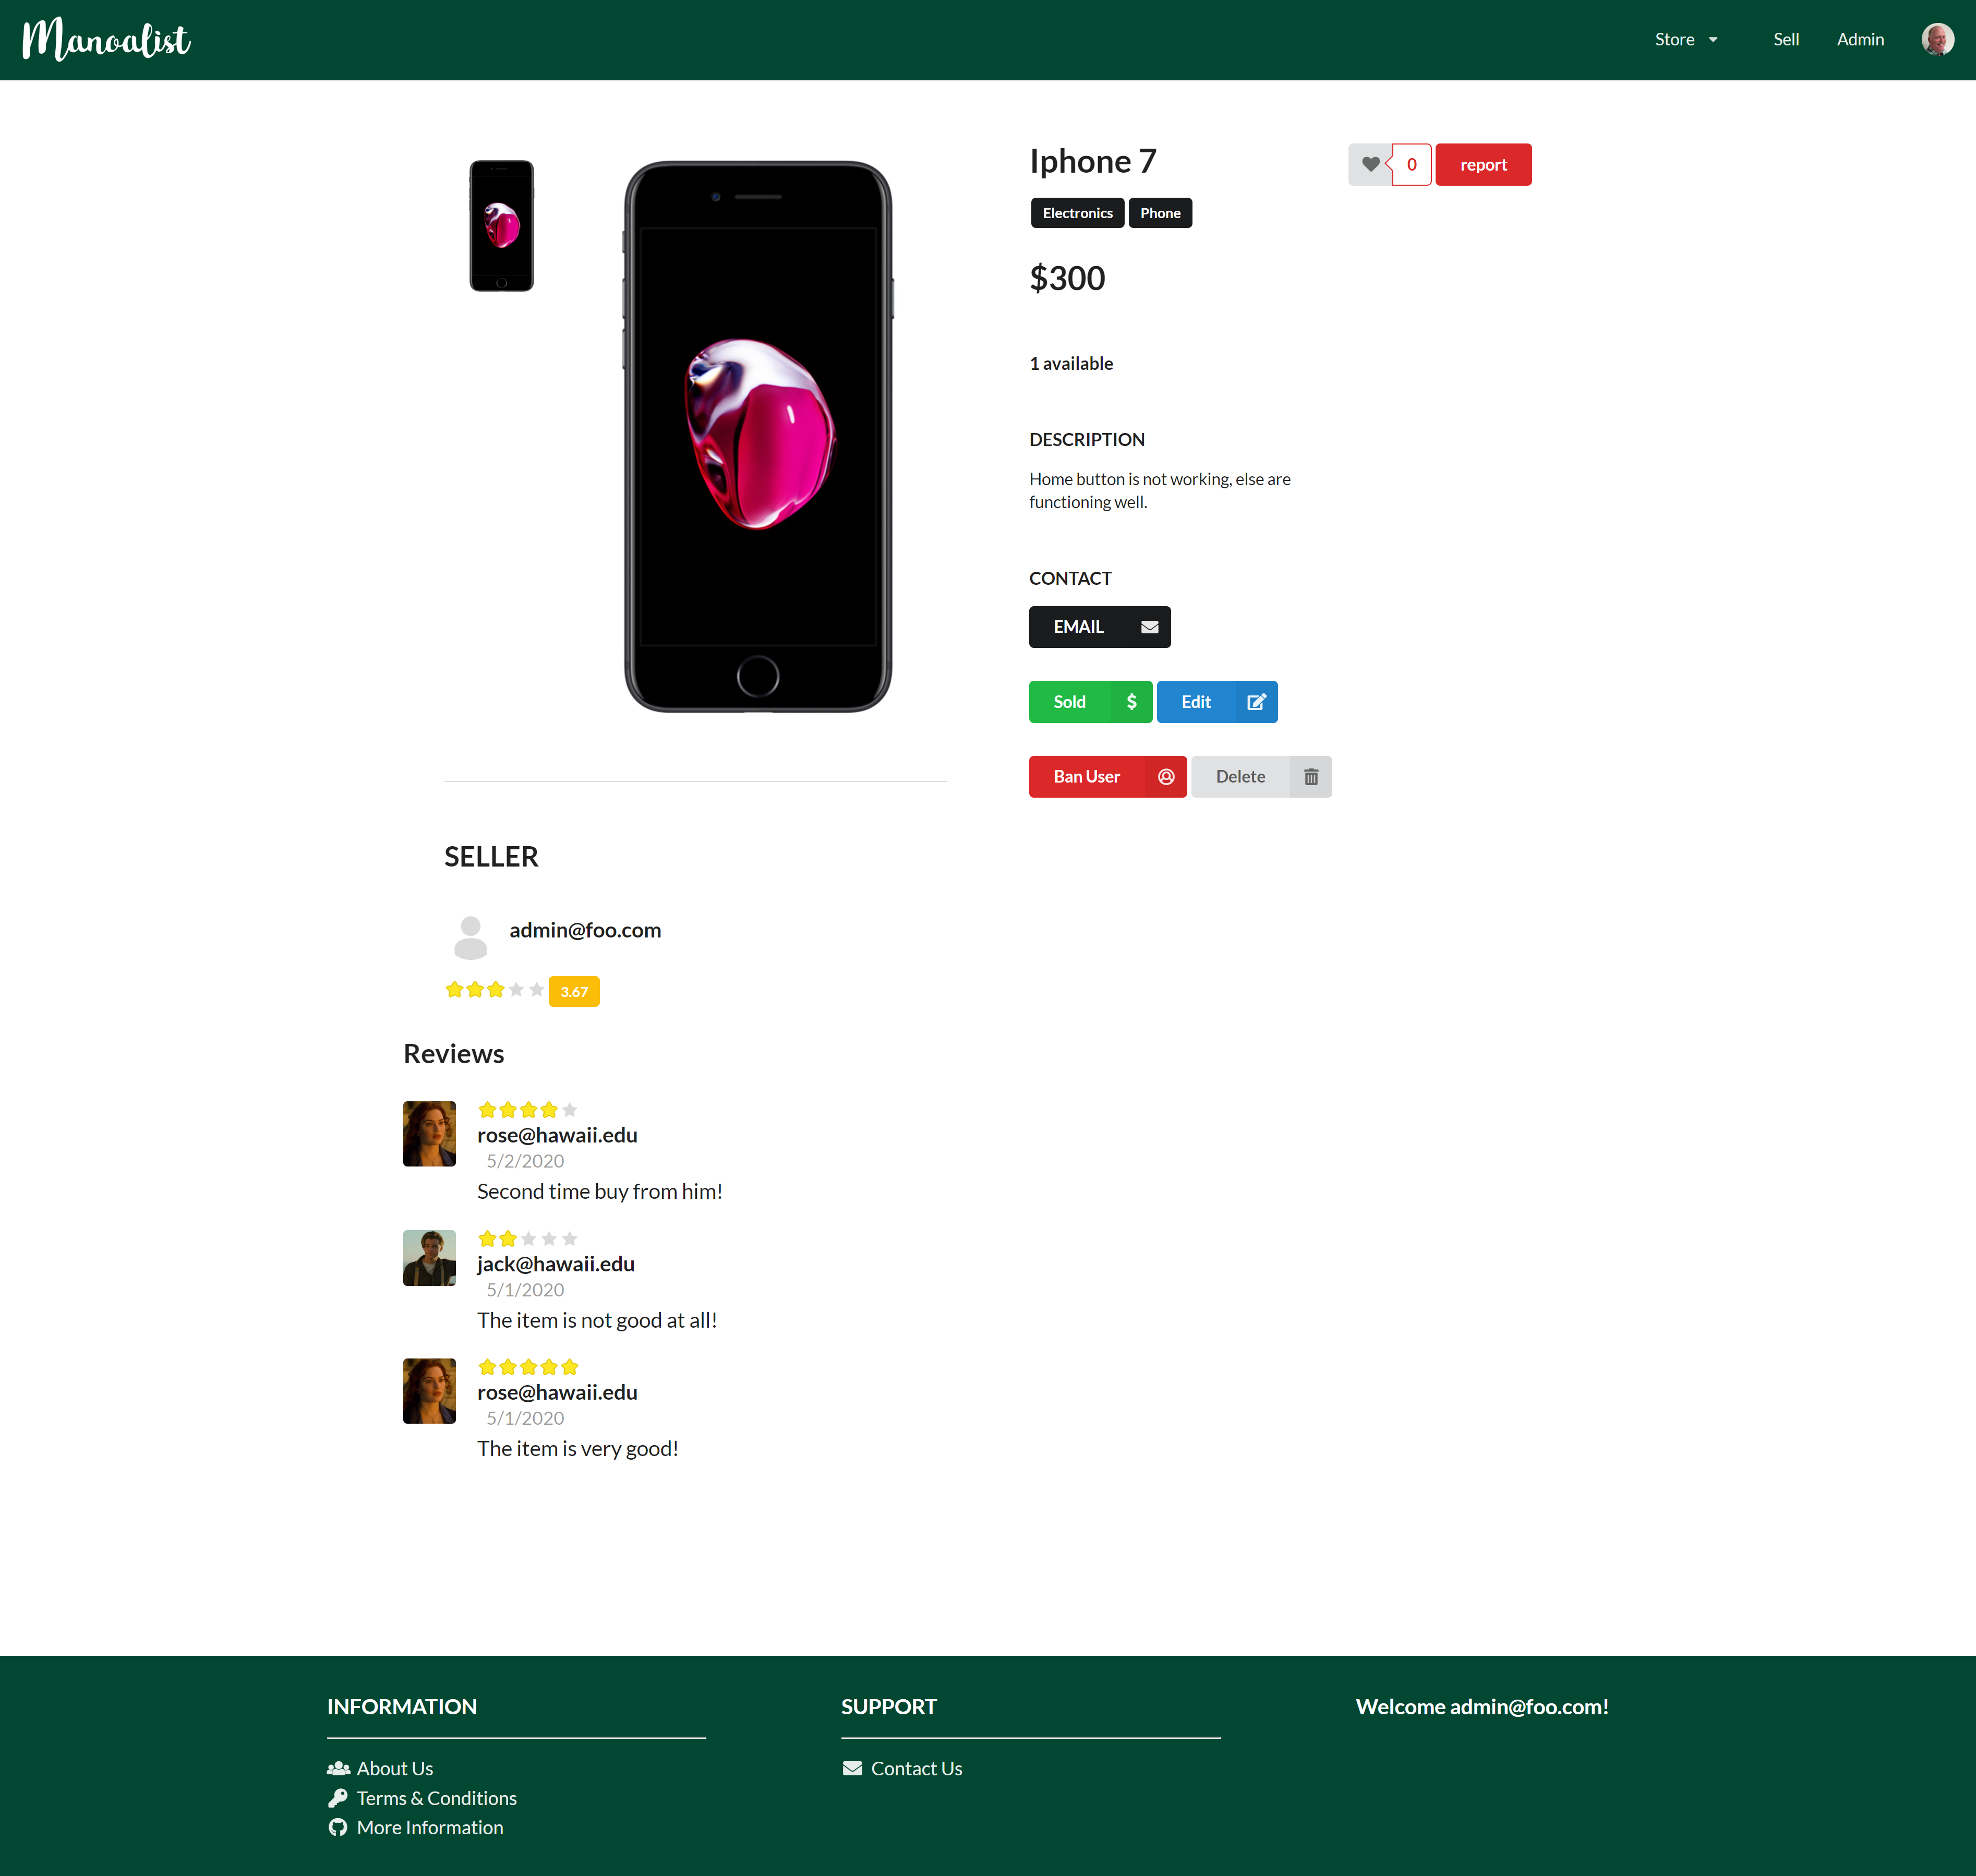 Manoalist
Store
Sell
Admin
Iphone 7
0
report
Electronics
Phone
$300
1 available
DESCRIPTION
Home button is not working, else are
functioning well.
CONTACT
EMAIL
Sold
Edit
Ban User
Delete
SELLER
admin@foo.com
3.67
Reviews
rose@hawaii.edu
5/2/2020
Second time buy from him!
jack@hawaii.edu
5/1/2020
The item is not good at all!
rose@hawaii.edu
5/1/2020
The item is very good!
INFORMATION
About Us
Terms & Conditions
More Information
SUPPORT
Contact Us
Welcome admin@foo.com!